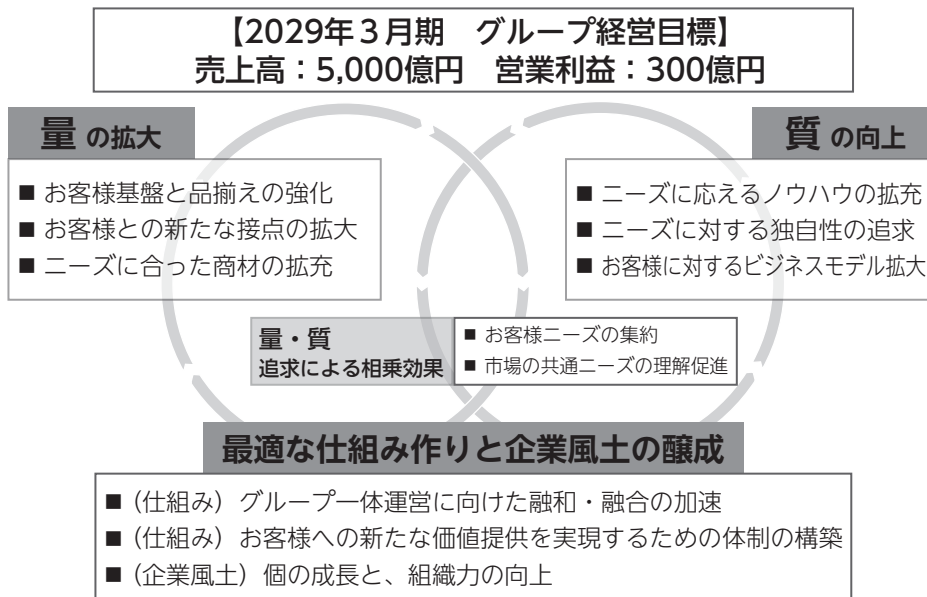 【2029年３月期　グループ経営目標】
売上高：5,000億円　営業利益：300億円
量 の拡大
■ お客様基盤と品揃えの強化
■ お客様との新たな接点の拡大
■ ニーズに合った商材の拡充
質 の向上
■ ニーズに応えるノウハウの拡充
■ ニーズに対する独自性の追求
■ お客様に対するビジネスモデル拡大
量・質
追求による相乗効果
■ お客様ニーズの集約
■ 市場の共通ニーズの理解促進
最適な仕組み作りと企業風土の醸成
■（仕組み）グループ一体運営に向けた融和・融合の加速
■（仕組み）お客様への新たな価値提供を実現するための体制の構築
■（企業風土）個の成長と、組織力の向上